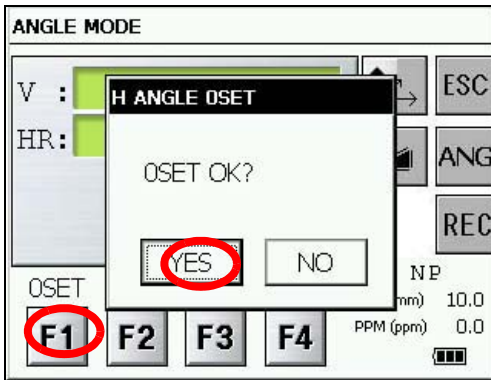 ANGLE MODE
V :
HR:
H ANGLE 0SET
0SET OK?
YES
NO
ESC
ANG
REC
0SET
F1
F2
F3
F4
NP
mm) 10.0
PPM (ppm) 0.0